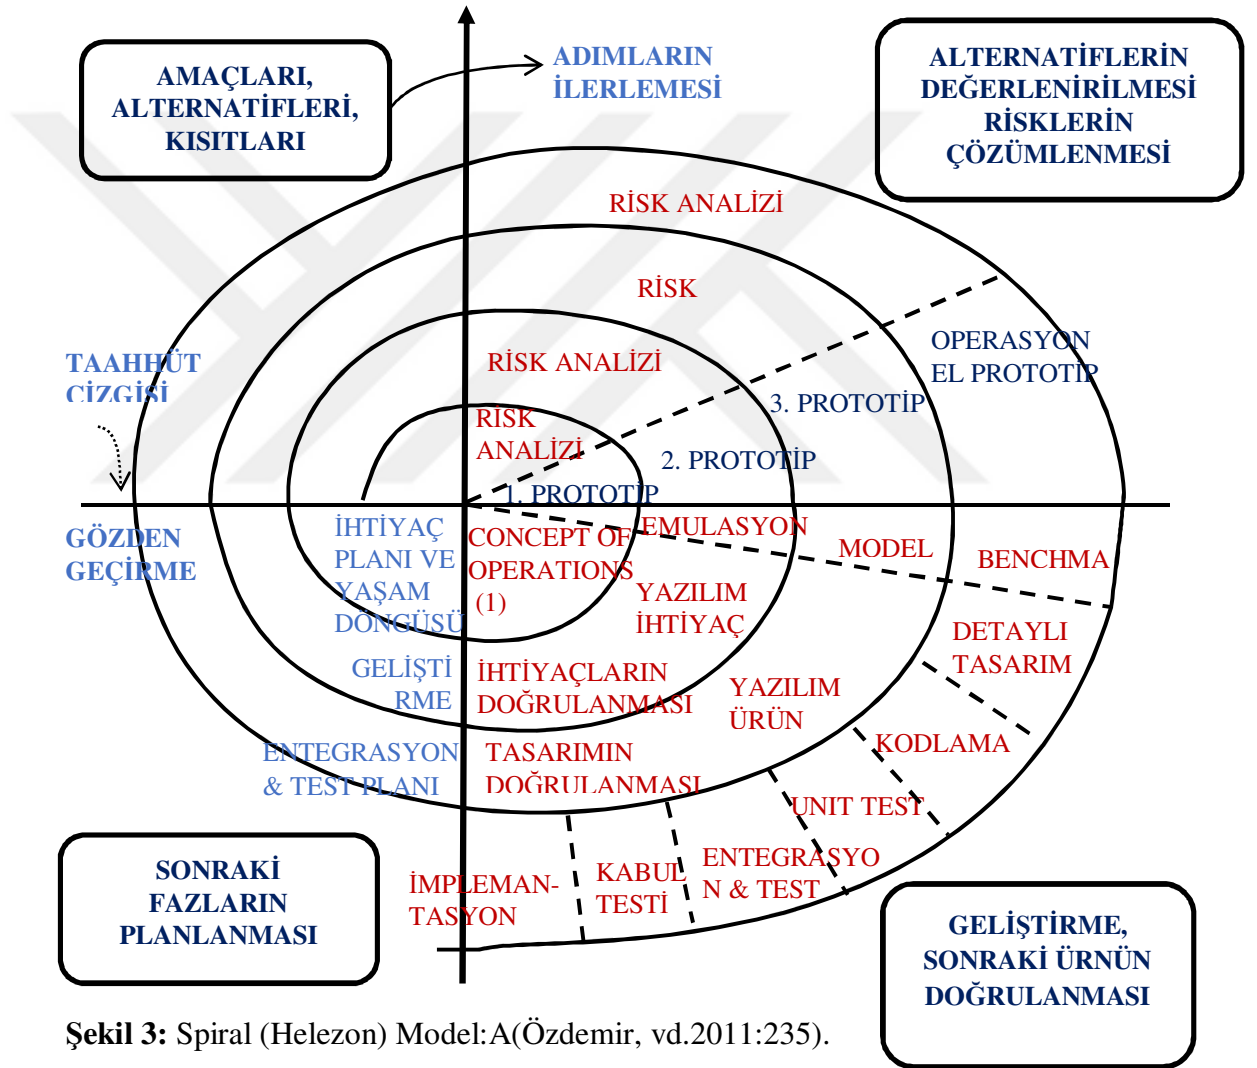 AMAÇLARI,
ALTERNATİFLERİ,
KISITLARI
ADIMLARIN
İLERLEMESİ
ALTERNATİFLERİN
DEĞERLENİRİLMESİ
RİSKLERİN
ÇÖZÜMLENMESİ
RİSK ANALİZİ
RİSK
RİSK ANALİZİ
RİSK
ANALİZİ
OPERASYON
EL PROTOTİP
3. PROTOTİP
2. PROTOTİP
1. PROTOTİP
TAAHHÜT
ÇİZGİSİ
GÖZDEN
GEÇİRME
İHTİYAÇ
PLANI VE
YAŞAM
DÖNGÜSÜ
CONCEPT OF
OPERATIONS
(1)
EMULASYON
MODEL
BENCHMA
YAZILIM
İHTİYAÇ
DETAYLI
TASARIM
GELİŞTİ
RME
İHTİYAÇLARIN
DOĞRULANMASI
YAZILIM
ÜRÜN
KODLAMA
ENTEGRASYON
& TEST PLANI
TASARIMIN
DOĞRULANMASI
UNIT TEST
ENTEGRASYO
N & TEST
KABUL
TESTİ
İMPLEMAN-
TASYON
SONRAKİ
FAZLARIN
PLANLANMASI
GELİŞTİRME,
SONRAKİ ÜRNÜN
DOĞRULANMASI
Şekil 3: Spiral (Helezon) Model:A(Özdemir, vd.2011:235).